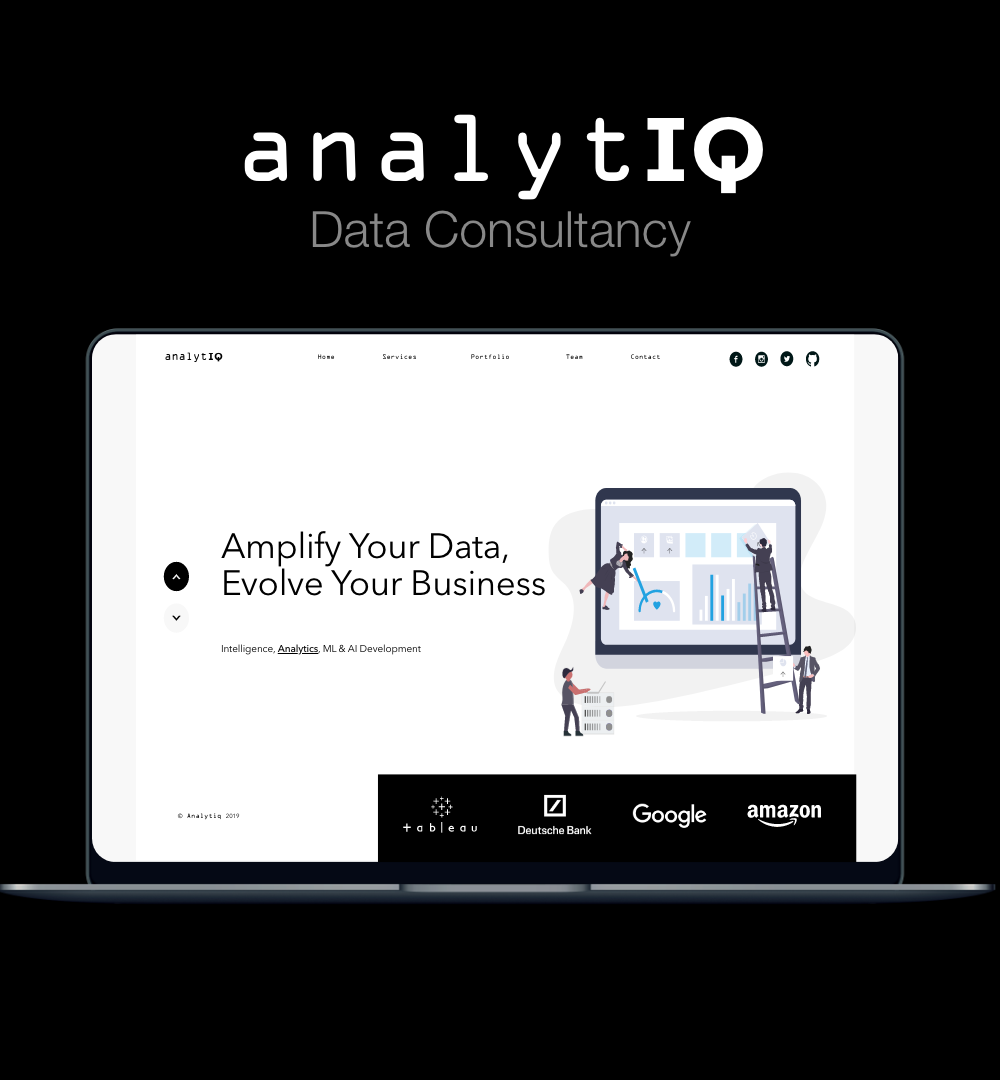 analytIQ
Data Consultancy
analytIQ
Home Services Portfolio Team Contact
Amplify Your Data,
Evolve Your Business
Intelligence, Analytics, ML & AI Development
© Analytiq 2019
tableau
Deutsche Bank
Google
amazon